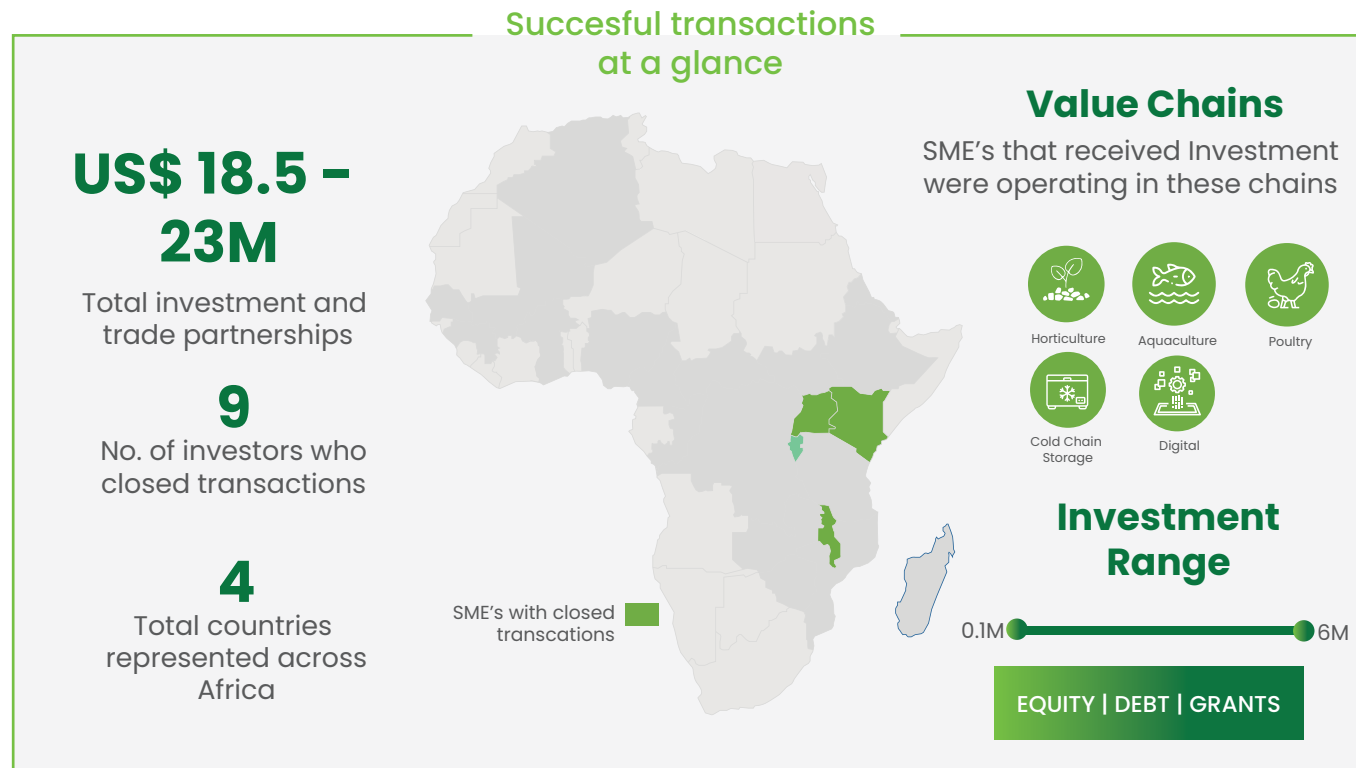 Succesful transactions
at a glance
US$ 18.5 –
23M
Total investment and
trade partnerships
9
No. of investors who
closed transactions
4
Total countries
represented across
Africa
SME’s with closed
transcations
Value Chains
SME’s that received Investment
were operating in these chains
Horticulture
Aquaculture
Poultry
Cold Chain
Storage
Digital
Investment
Range
0.1M
6M
EQUITY | DEBT | GRANTS